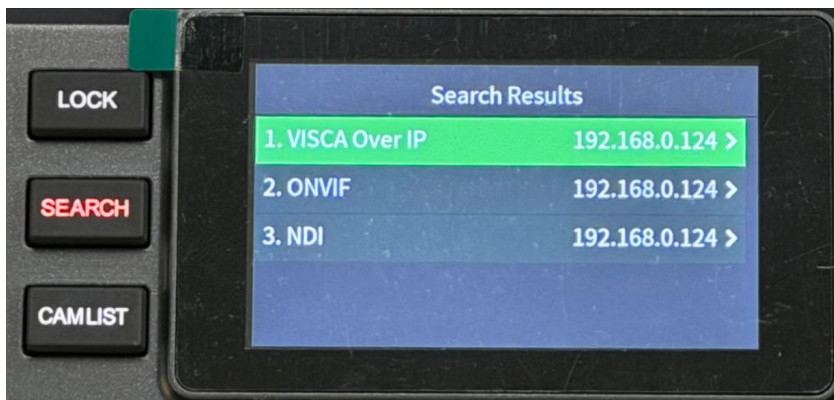 LOCK
SEARCH
CAMLIST
Search Results
1. VISCA Over IP 192.168.0.124 >
2. ONVIF 192.168.0.124 >
3. NDI 192.168.0.124 >